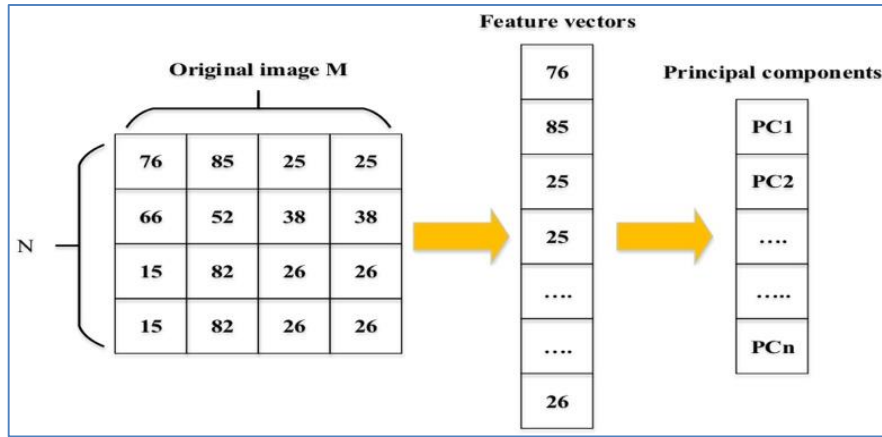 Original image M
N
76 85 25 25
66 52 38 38
15 82 26 26
15 82 26 26
Feature vectors
76
85
25
25
....
....
26
Principal components
PC1
PC2
....
.....
PCn